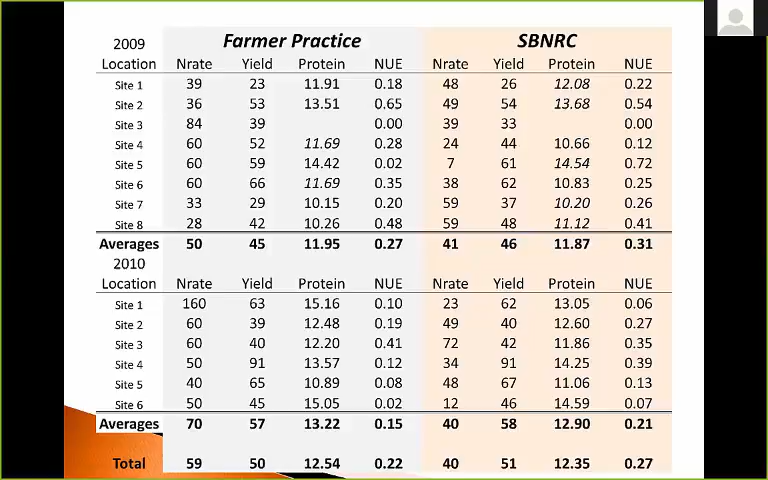 2009 Farmer Practice SBNRC
Location Nrate Yield Protein NUE Nrate Yield Protein NUE
Site 1 39 23 11.91 0.18 48 26 12.08 0.22
Site 2 36 53 13.51 0.65 49 54 13.68 0.54
Site 3 84 39 0.00 39 33 0.00
Site 4 60 52 11.69 0.28 24 44 10.66 0.12
Site 5 60 59 14.42 0.02 7 61 14.54 0.72
Site 6 60 66 11.69 0.35 38 62 10.83 0.25
Site 7 33 29 10.15 0.20 59 37 10.20 0.26
Site 8 28 42 10.26 0.48 59 48 11.12 0.41
Averages 50 45 11.95 0.27 41 46 11.87 0.31
2010
Location Nrate Yield Protein NUE Nrate Yield Protein NUE
Site 1 160 63 15.16 0.10 23 62 13.05 0.06
Site 2 60 39 12.48 0.19 49 40 12.60 0.27
Site 3 60 40 12.20 0.41 72 42 11.86 0.35
Site 4 50 91 13.57 0.12 34 91 14.25 0.39
Site 5 40 65 10.89 0.08 48 67 11.06 0.13
Site 6 50 45 15.05 0.02 12 46 14.59 0.07
Averages 70 57 13.22 0.15 40 58 12.90 0.21
Total 59 50 12.54 0.22 40 51 12.35 0.27